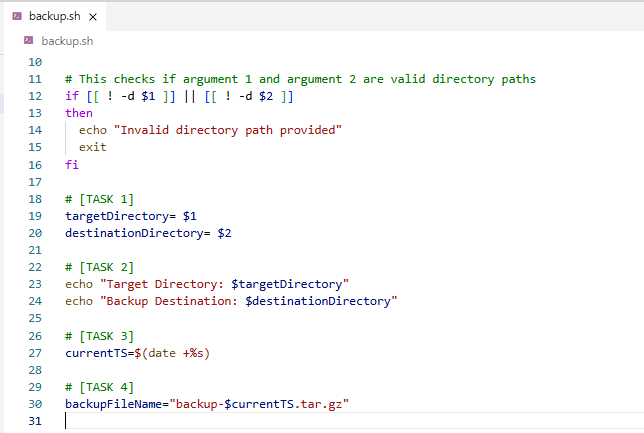 backup.sh ×
backup.sh
10
11 # This checks if argument 1 and argument 2 are valid directory paths
12 if [[ ! -d $1 ]] || [[ ! -d $2 ]]
13 then
14   echo "Invalid directory path provided"
15   exit
16 fi
17
18 # [TASK 1]
19 targetDirectory= $1
20 destinationDirectory= $2
21
22 # [TASK 2]
23 echo "Target Directory: $targetDirectory"
24 echo "Backup Destination: $destinationDirectory"
25
26 # [TASK 3]
27 currentTS=$(date +%s)
28
29 # [TASK 4]
30 backupFileName="backup-$currentTS.tar.gz"
31